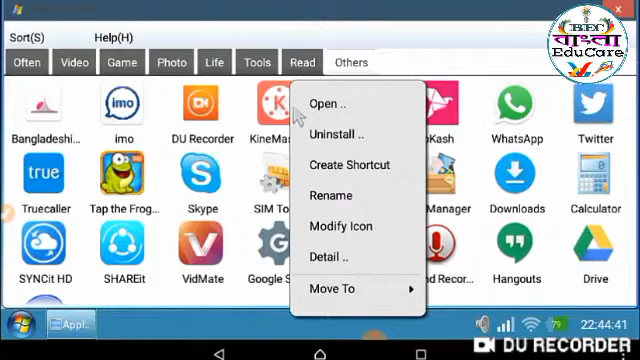 BEC
বাংলা
EduCare
Sort(S) Help(H)
Often Video Game Photo Life Tools Read Others
Open ..
Uninstall ..
Create Shortcut
Rename
Modify Icon
Detail ..
Move To
Bangladeshi... imo DU Recorder KineMas Kash WhatsApp Twitter
true
Truecaller Tap the Frog... Skype SIM To Manager Downloads Calculator
SYNCit HD SHAREit VidMate Google S nd Recor... Hangouts Drive
Appl... 79 22:44:41
DU RECORDER